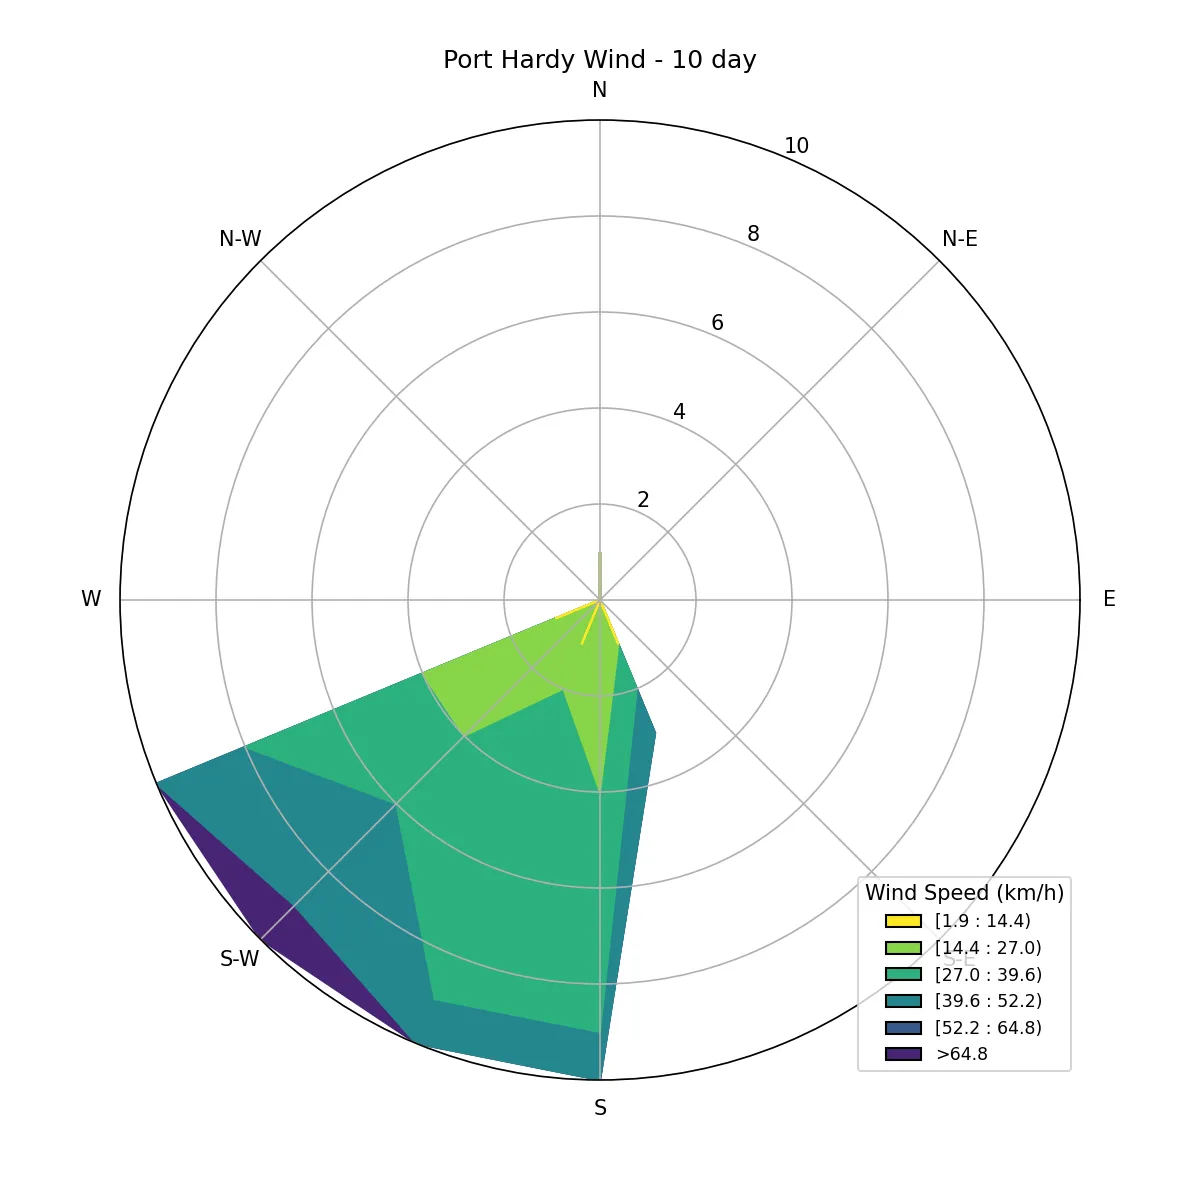 Port Hardy Wind - 10 day
N
10
N-W
8
N-E
6
4
2
W
E
Wind Speed (km/h)
[1.9 : 14.4)
[14.4 : 27.0)
S-W
S-E
[27.0 : 39.6)
[39.6 : 52.2)
[52.2 : 64.8)
>64.8
S